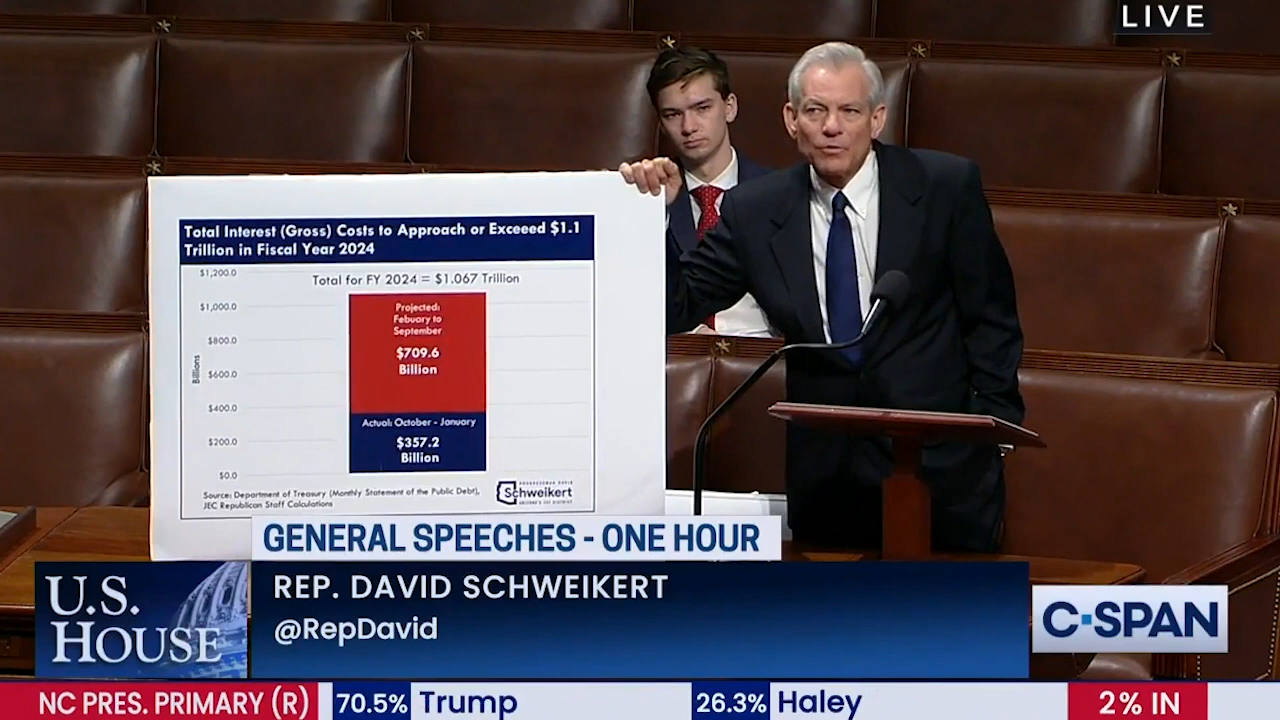 LIVE
Total Interest (Gross) Costs to Approach or Exceeed $1.1
Trillion in Fiscal Year 2024
Total for FY 2024 = $1.067 Trillion
$1,200.0
$1,000.0
$800.0
$600.0
$400.0
$200.0
$0.0
Billions
Projected:
Febuary to
September
$709.6
Billion
Actual: October - January
$357.2
Billion
Source: Department of Treasury (Monthly Statement of the Public Debt),
JEC Republican Staff Calculations
CONGRESSMAN DAVID
Schweikert
GENERAL SPEECHES - ONE HOUR
U.S.
HOUSE
REP. DAVID SCHWEIKERT
@RepDavid
C-SPAN
NC PRES. PRIMARY (R) 70.5% Trump 26.3% Haley 2% IN